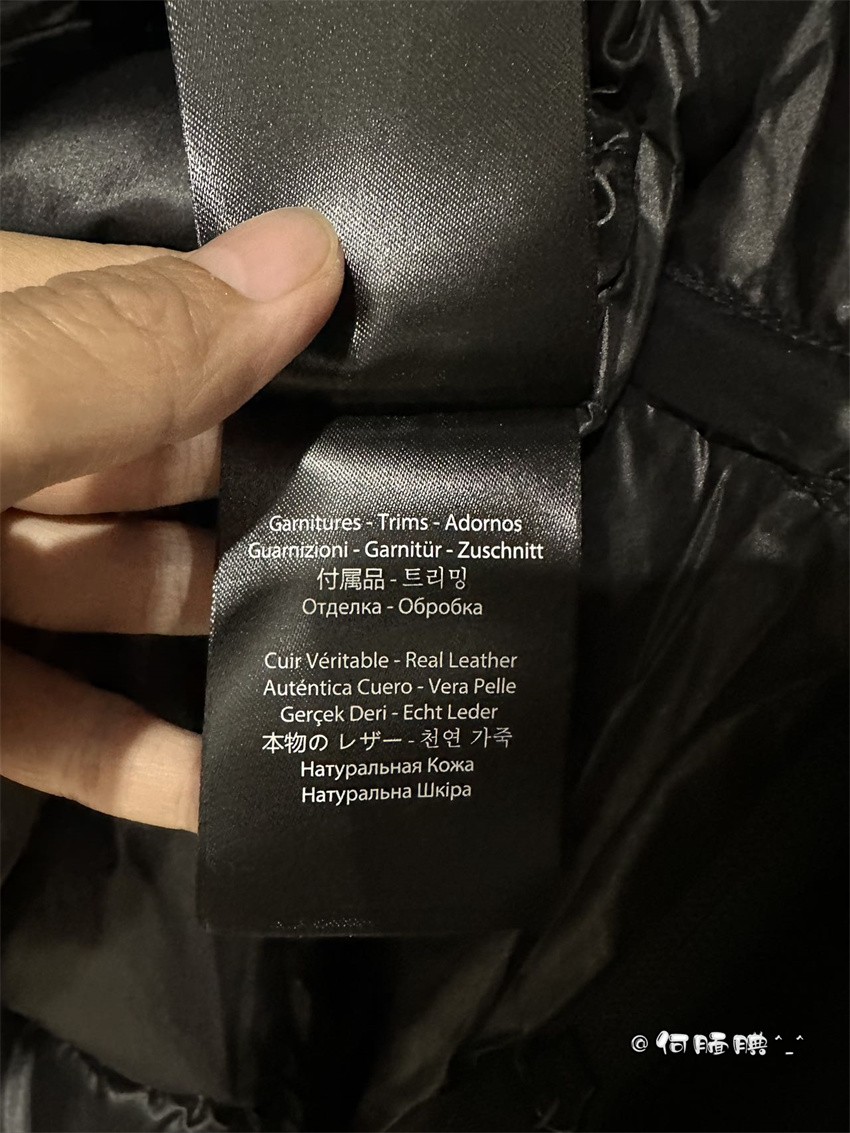 Garnitures - Trims - Adornos
Guarnizioni - Garnitür - Zuschnitt
付属品 - 트리밍
Отделка - Обробка
Cuir Véritable - Real Leather
Auténtica Cuero - Vera Pelle
Gerçek Deri - Echt Leder
本物の レザー - 천연 가죽
Натуральная Кожа
Натуральна Шкіра
@ 何 ^_^